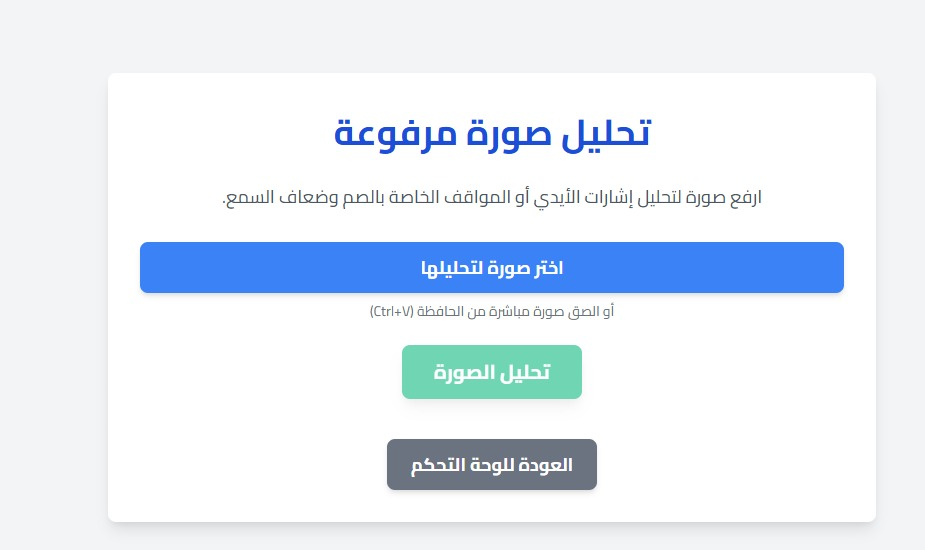 تحليل صورة مرفوعة
ارفع صورة لتحليل إشارات الأيدي أو المواقف الخاصة بالصم وضعاف السمع.
اختر صورة لتحليلها
أو الصق صورة مباشرة من الحافظة (Ctrl+V)
تحليل الصورة
العودة للوحة التحكم